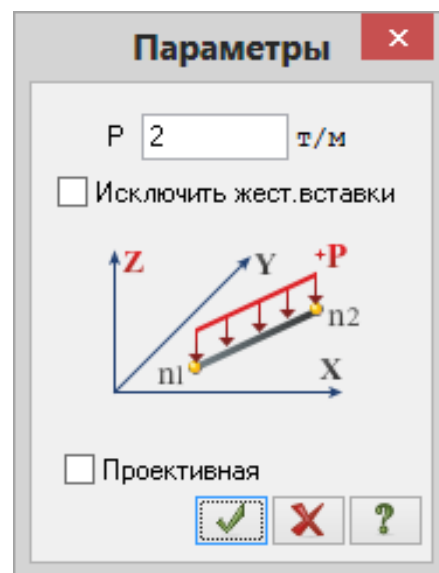 Параметры
P 2 т/м
Исключить жест.вставки
Z
Y
+P
n2
n1
X
Проективная